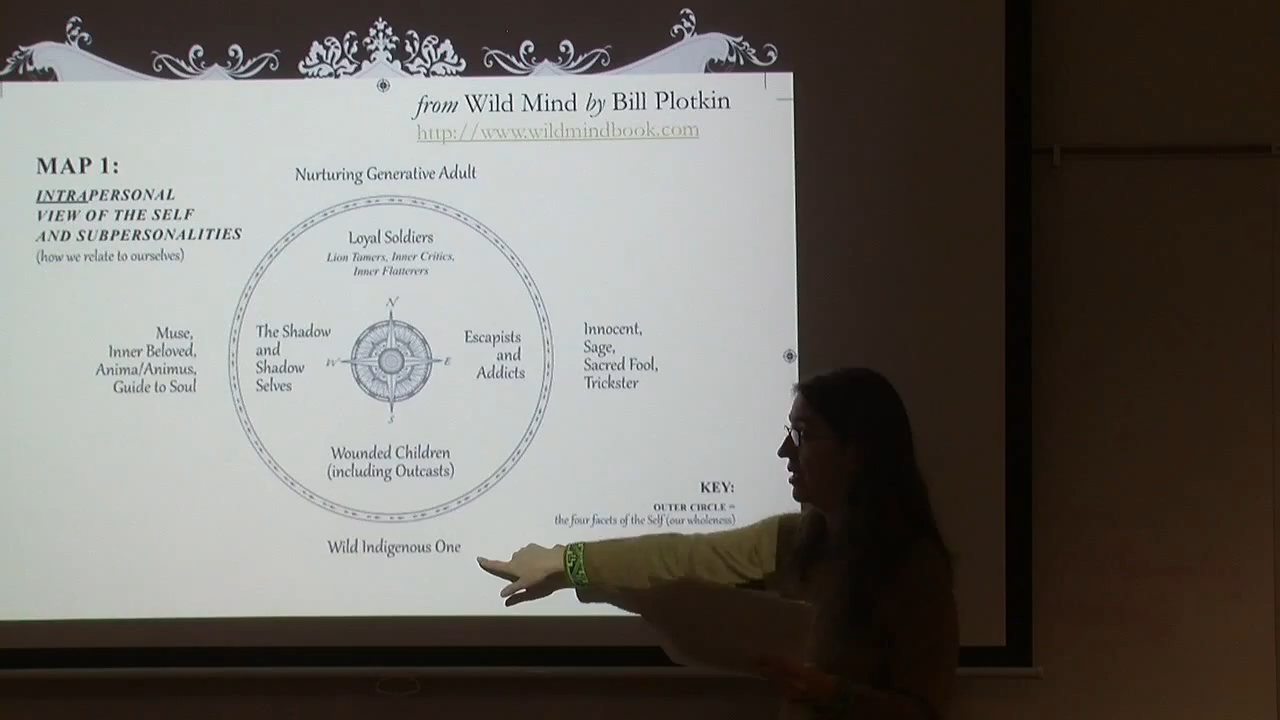 from Wild Mind by Bill Plotkin
http://www.wildmindbook.com
MAP 1:
INTRAPERSONAL
VIEW OF THE SELF
AND SUBPERSONALITIES
(how we relate to ourselves)
Nurturing Generative Adult
Loyal Soldiers
Lion Tamers, Inner Critics,
Inner Flatterers
N
Muse,
Inner Beloved,
Anima/Animus,
Guide to Soul
The Shadow
and
Shadow
Selves
W
E
Escapists
and
Addicts
Innocent,
Sage,
Sacred Fool,
Trickster
S
Wounded Children
(including Outcasts)
Wild Indigenous One
KEY:
OUTER CIRCLE =
the four facets of the Self (our wholeness)